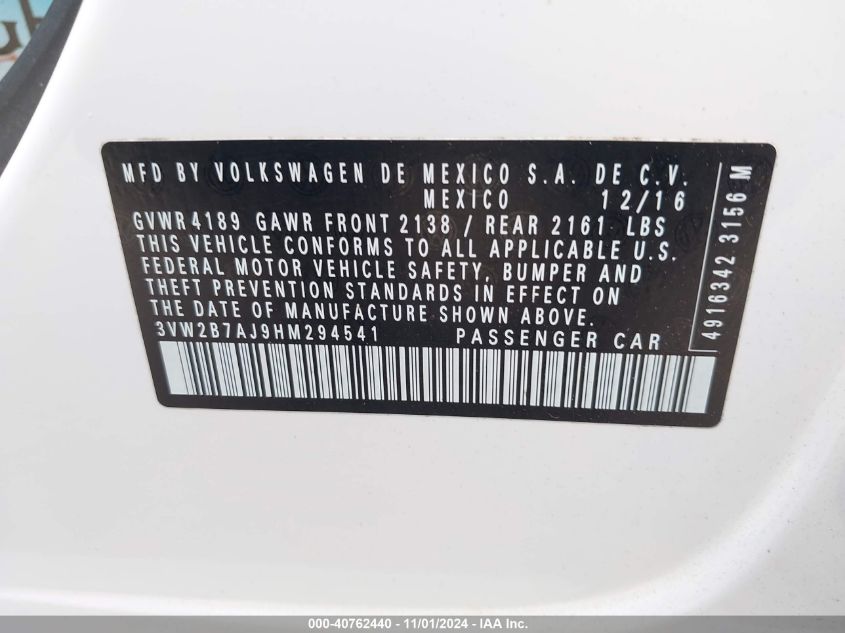 MFD BY VOLKSWAGEN DE MEXICO S.A. DE C.V.
MEXICO 12/16
GVWR 4189 GAWR FRONT 2138 / REAR 2161 LBS
THIS VEHICLE CONFORMS TO ALL APPLICABLE U.S.
FEDERAL MOTOR VEHICLE SAFETY, BUMPER AND
THEFT PREVENTION STANDARDS IN EFFECT ON
THE DATE OF MANUFACTURE SHOWN ABOVE.
3VW2B7AJ9HM294541 PASSENGER CAR
4916342 3156 M
000-40762440 - 11/01/2024 - IAA Inc.